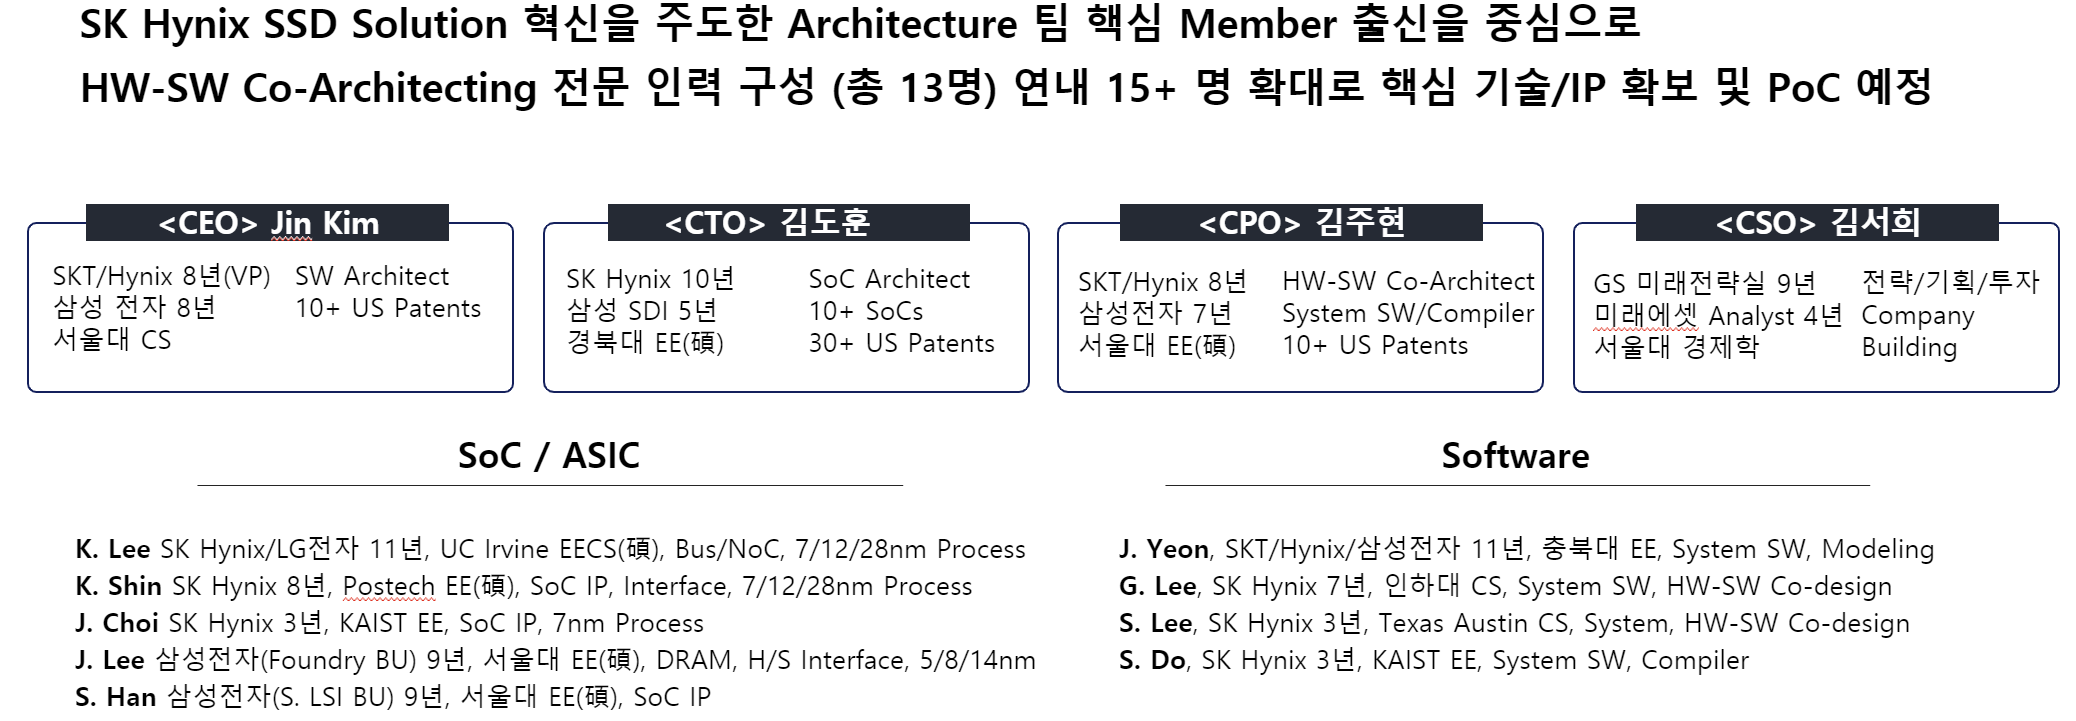 SK Hynix SSD Solution 혁신을 주도한 Architecture 팀 핵심 Member 출신을 중심으로
HW-SW Co-Architecting 전문 인력 구성 (총 13명) 연내 15+ 명 확대로 핵심 기술/IP 확보 및 PoC 예정
<CEO> Jin Kim
SKT/Hynix 8년(VP)
삼성 전자 8년
서울대 CS
SW Architect
10+ US Patents
<CTO> 김도훈
SK Hynix 10년
삼성 SDI 5년
경북대 EE(碩)
SoC Architect
10+ SoCs
30+ US Patents
<CPO> 김주현
SKT/Hynix 8년
삼성전자 7년
서울대 EE(碩)
HW-SW Co-Architect
System SW/Compiler
10+ US Patents
<CSO> 김서희
GS 미래전략실 9년
미래에셋 Analyst 4년
서울대 경제학
전략/기획/투자
Company
Building
SoC / ASIC
K. Lee SK Hynix/LG전자 11년, UC Irvine EECS(碩), Bus/NoC, 7/12/28nm Process
K. Shin SK Hynix 8년, Postech EE(碩), SoC IP, Interface, 7/12/28nm Process
J. Choi SK Hynix 3년, KAIST EE, SoC IP, 7nm Process
J. Lee 삼성전자(Foundry BU) 9년, 서울대 EE(碩), DRAM, H/S Interface, 5/8/14nm
S. Han 삼성전자(S. LSI BU) 9년, 서울대 EE(碩), SoC IP
Software
J. Yeon, SKT/Hynix/삼성전자 11년, 충북대 EE, System SW, Modeling
G. Lee, SK Hynix 7년, 인하대 CS, System SW, HW-SW Co-design
S. Lee, SK Hynix 3년, Texas Austin CS, System, HW-SW Co-design
S. Do, SK Hynix 3년, KAIST EE, System SW, Compiler